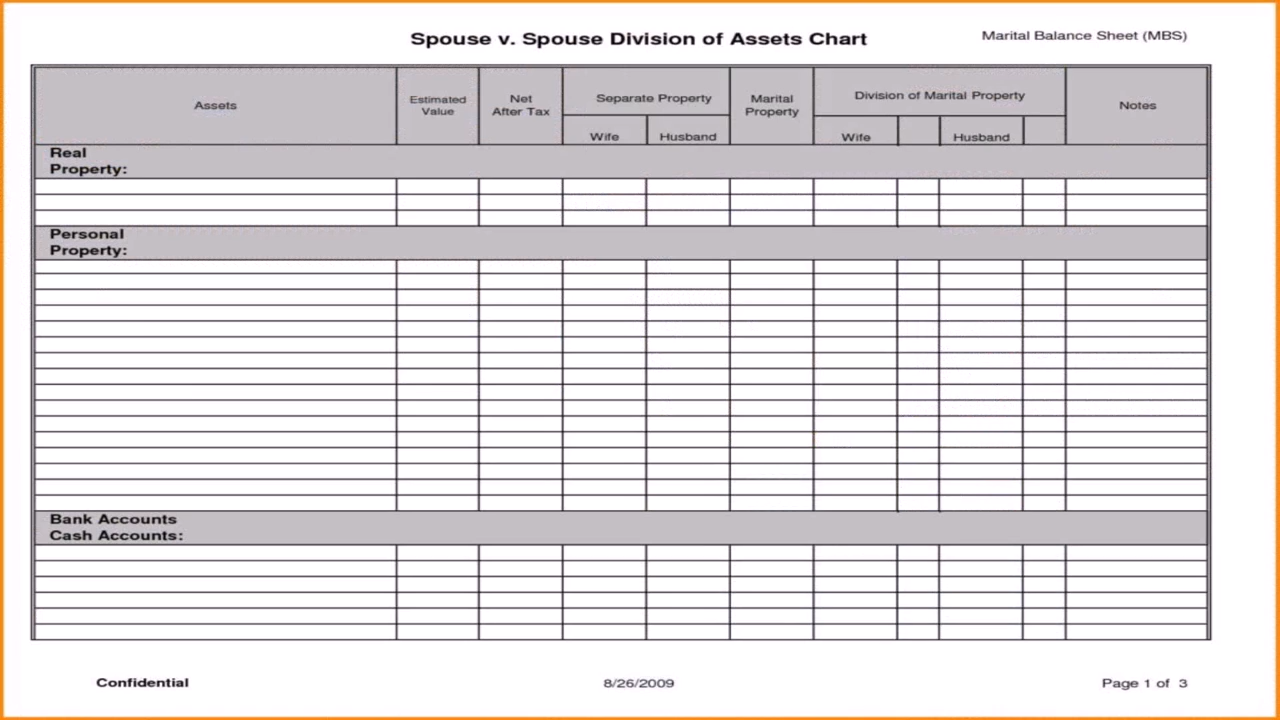 Spouse v. Spouse Division of Assets Chart
Marital Balance Sheet (MBS)
Assets
Estimated
Value
Net
After Tax
Separate Property
Wife
Husband
Marital
Property
Division of Marital Property
Wife
Husband
Notes
Real
Property:
Personal
Property:
Bank Accounts
Cash Accounts:
Confidential
8/26/2009
Page 1 of 3